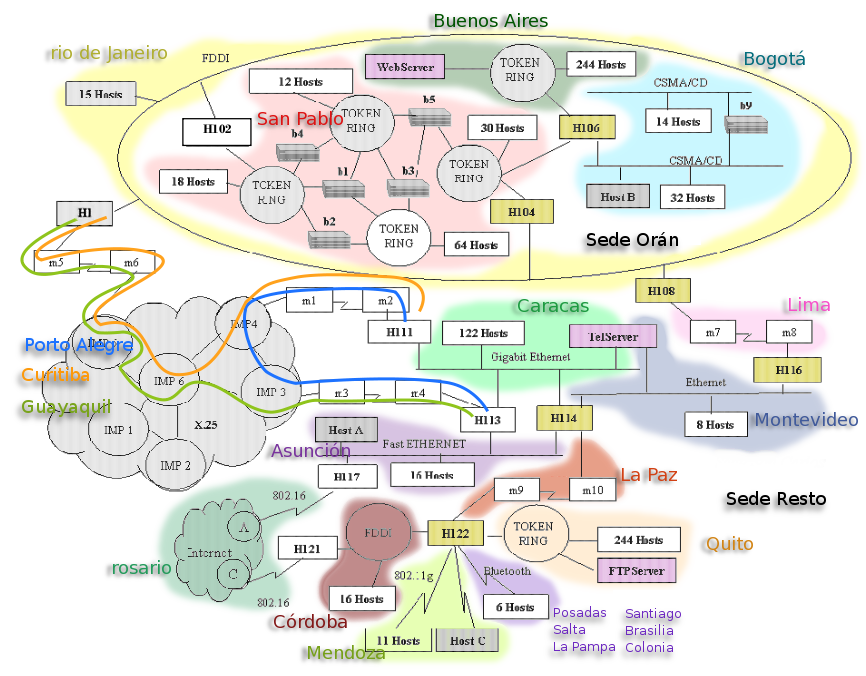 Buenos Aires
rio de Janeiro
FDDI
Bogotá
WebServer
TOKEN
RING
244 Hosts
15 Hosts
12 Hosts
CSMA/CD
H102
San Pablo
TOKEN
RING
b5
30 Hosts
H106
14 Hosts
b9
b4
CSMA/CD
18 Hosts
TOKEN
RING
b1
b3
TOKEN
RING
Host B
32 Hosts
H1
b2
TOKEN
RING
64 Hosts
H104
Sede Orán
m5
m6
H108
m1
m2
Caracas
Lima
IMP4
H111
122 Hosts
TelServer
m7
m8
Porto Alegre
Gigabit Ethernet
Curitiba
IMP 6
IMP 3
m3
m4
H116
Ethernet
Guayaquil
X.25
H113
H114
Montevideo
IMP 1
Host A
8 Hosts
Asunción
Fast ETHERNET
IMP 2
H117
16 Hosts
La Paz
m9
m10
802.16
Sede Resto
A
Internet
C
FDDI
H122
TOKEN
RING
244 Hosts
Quito
H121
rosario
802.11g
Bluetooth
FTPServer
802.16
16 Hosts
6 Hosts
Córdoba
Posadas
Santiago
Salta
Brasilia
La Pampa
Colonia
11 Hosts
Host C
Mendoza